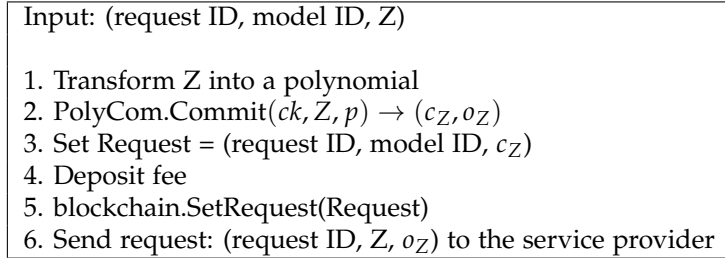 Input: (request ID, model ID, Z)
1. Transform Z into a polynomial
2. PolyCom.Commit(ck, Z, p) → (c_Z, o_Z)
3. Set Request = (request ID, model ID, c_Z)
4. Deposit fee
5. blockchain.SetRequest(Request)
6. Send request: (request ID, Z, o_Z) to the service provider